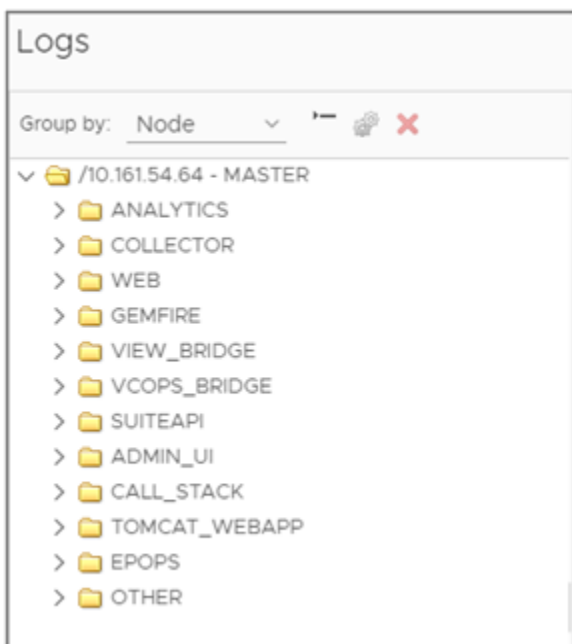 Logs
Group by: Node
/10.161.54.64 - MASTER
ANALYTICS
COLLECTOR
WEB
GEMFIRE
VIEW_BRIDGE
VCOPS_BRIDGE
SUITEAPI
ADMIN_UI
CALL_STACK
TOMCAT_WEBAPP
EPOPS
OTHER